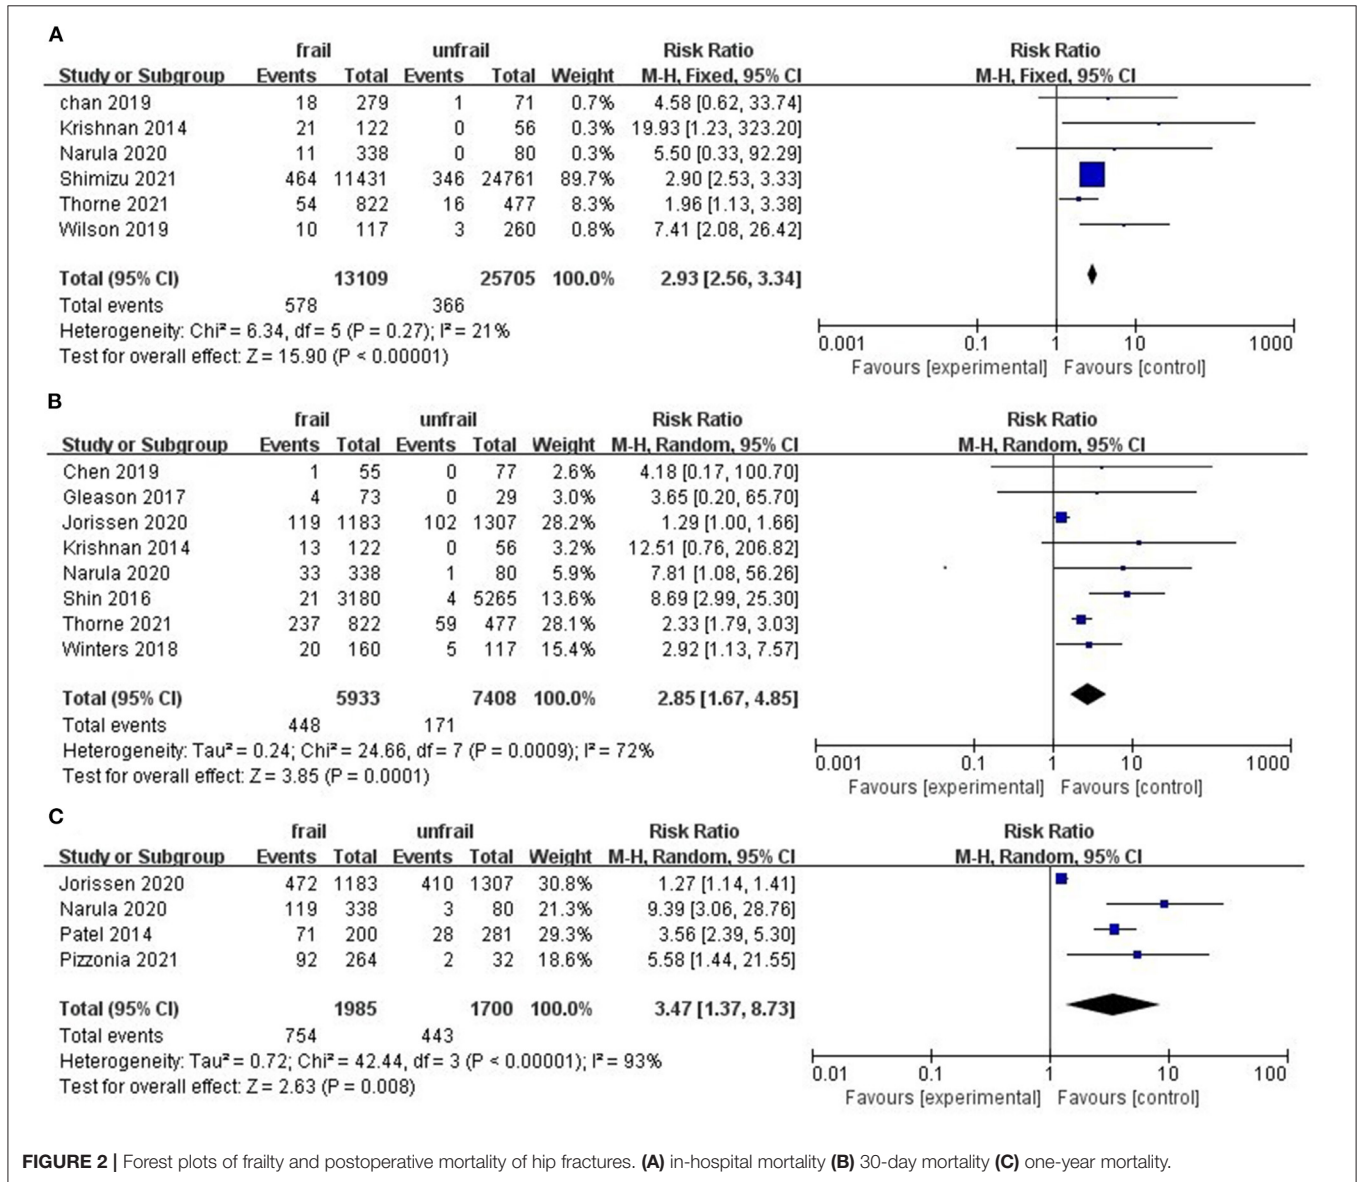 A
frail unfrail Risk Ratio Risk Ratio
Study or Subgroup Events Total Events Total Weight M-H, Fixed, 95% CI M-H, Fixed, 95% CI
chan 2019 18 279 1 71 0.7% 4.58 [0.62, 33.74]
Krishnan 2014 21 122 0 56 0.3% 19.93 [1.23, 323.20]
Narula 2020 11 338 0 80 0.3% 5.50 [0.33, 92.29]
Shimizu 2021 464 11431 346 24761 89.7% 2.90 [2.53, 3.33]
Thorne 2021 54 822 16 477 8.3% 1.96 [1.13, 3.38]
Wilson 2019 10 117 3 260 0.8% 7.41 [2.08, 26.42]
Total (95% CI) 13109 25705 100.0% 2.93 [2.56, 3.34]
Total events 578 366
Heterogeneity: Chi² = 6.34, df = 5 (P = 0.27); I² = 21%
Test for overall effect: Z = 15.90 (P < 0.00001)
0.001 0.1 1 10 1000
Favours [experimental] Favours [control]
B
frail unfrail Risk Ratio Risk Ratio
Study or Subgroup Events Total Events Total Weight M-H, Random, 95% CI M-H, Random, 95% CI
Chen 2019 1 55 0 77 2.6% 4.18 [0.17, 100.70]
Gleason 2017 4 73 0 29 3.0% 3.65 [0.20, 65.70]
Jorissen 2020 119 1183 102 1307 28.2% 1.29 [1.00, 1.66]
Krishnan 2014 13 122 0 56 3.2% 12.51 [0.76, 206.82]
Narula 2020 33 338 1 80 5.9% 7.81 [1.08, 56.26]
Shin 2016 21 3180 4 5265 13.6% 8.69 [2.99, 25.30]
Thorne 2021 237 822 59 477 28.1% 2.33 [1.79, 3.03]
Winters 2018 20 160 5 117 15.4% 2.92 [1.13, 7.57]
Total (95% CI) 5933 7408 100.0% 2.85 [1.67, 4.85]
Total events 448 171
Heterogeneity: Tau² = 0.24; Chi² = 24.66, df = 7 (P = 0.0009); I² = 72%
Test for overall effect: Z = 3.85 (P = 0.0001)
0.001 0.1 1 10 1000
Favours [experimental] Favours [control]
C
frail unfrail Risk Ratio Risk Ratio
Study or Subgroup Events Total Events Total Weight M-H, Random, 95% CI M-H, Random, 95% CI
Jorissen 2020 472 1183 410 1307 30.8% 1.27 [1.14, 1.41]
Narula 2020 119 338 3 80 21.3% 9.39 [3.06, 28.76]
Patel 2014 71 200 28 281 29.3% 3.56 [2.39, 5.30]
Pizzonia 2021 92 264 2 32 18.6% 5.58 [1.44, 21.55]
Total (95% CI) 1985 1700 100.0% 3.47 [1.37, 8.73]
Total events 754 443
Heterogeneity: Tau² = 0.72; Chi² = 42.44, df = 3 (P < 0.00001); I² = 93%
Test for overall effect: Z = 2.63 (P = 0.008)
0.01 0.1 1 10 100
Favours [experimental] Favours [control]
FIGURE 2 | Forest plots of frailty and postoperative mortality of hip fractures. (A) in-hospital mortality (B) 30-day mortality (C) one-year mortality.